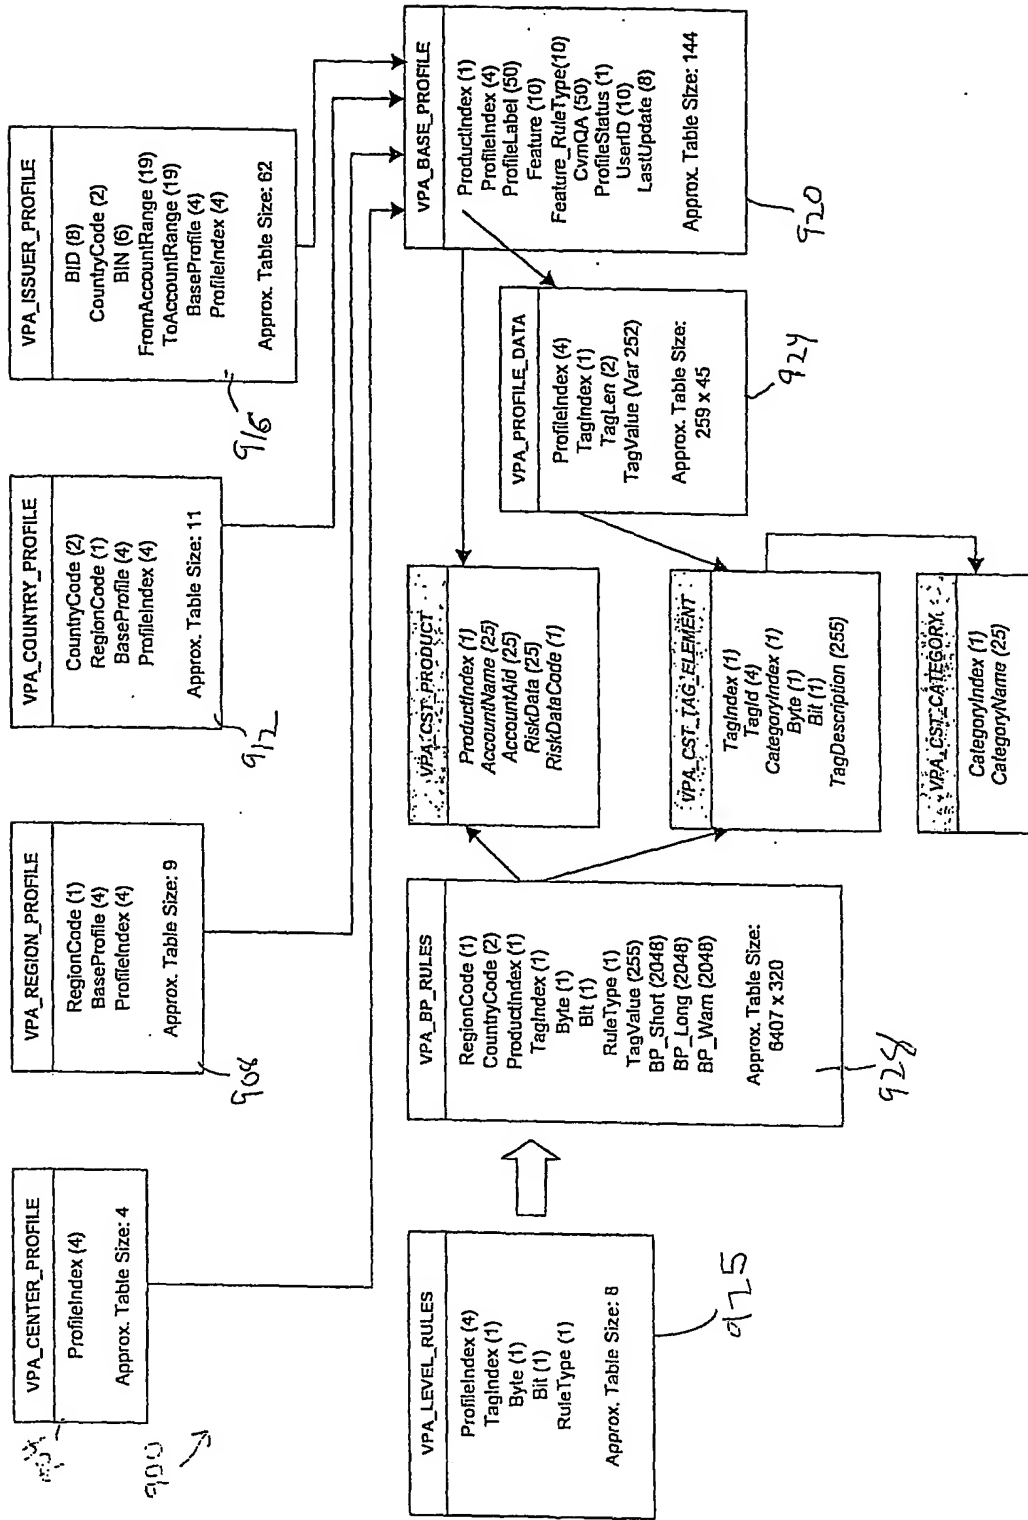 VPA_CENTER_PROFILE
ProfileIndex (4)
Approx. Table Size: 4
900
VPA_REGION_PROFILE
RegionCode (1)
BaseProfile (4)
ProfileIndex (4)
Approx. Table Size: 9
908
VPA_COUNTRY_PROFILE
CountryCode (2)
RegionCode (1)
BaseProfile (4)
ProfileIndex (4)
Approx. Table Size: 11
912
VPA_ISSUER_PROFILE
BID (8)
CountryCode (2)
BIN (6)
FromAccountRange (19)
ToAccountRange (19)
BaseProfile (4)
ProfileIndex (4)
Approx. Table Size: 62
916
VPA_LEVEL_RULES
ProfileIndex (4)
TagIndex (1)
Byte (1)
Bit (1)
RuleType (1)
Approx. Table Size: 8
925
VPA_BP_RULES
RegionCode (1)
CountryCode (2)
ProductIndex (1)
TagIndex (1)
Byte (1)
Bit (1)
RuleType (1)
TagValue (255)
BP_Short (2048)
BP_Long (2048)
BP_Warn (2048)
Approx. Table Size:
6407 x 320
928
VPA_CST_PRODUCT
ProductIndex (1)
AccountName (25)
AccountAid (25)
RiskData (25)
RiskDataCode (1)
VPA_CST_TAG_ELEMENT
TagIndex (1)
TagId (4)
CategoryIndex (1)
Byte (1)
Bit (1)
TagDescription (255)
VPA_CST_CATEGORY
CategoryIndex (1)
CategoryName (25)
VPA_PROFILE_DATA
ProfileIndex (4)
TagIndex (1)
TagLen (2)
TagValue (Var 252)
Approx. Table Size:
259 x 45
924
VPA_BASE_PROFILE
ProductIndex (1)
ProfileIndex (4)
ProfileLabel (50)
Feature (10)
Feature_RuleType(10)
CvmQA (50)
ProfileStatus (1)
UserID (10)
LastUpdate (8)
Approx. Table Size: 144
920